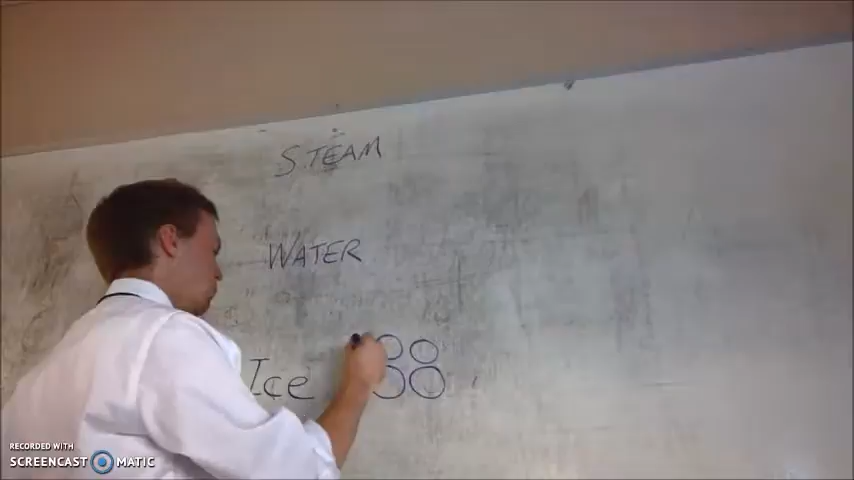 STEAM
WATER
Ice
RECORDED WITH
SCREENCAST O MATIC